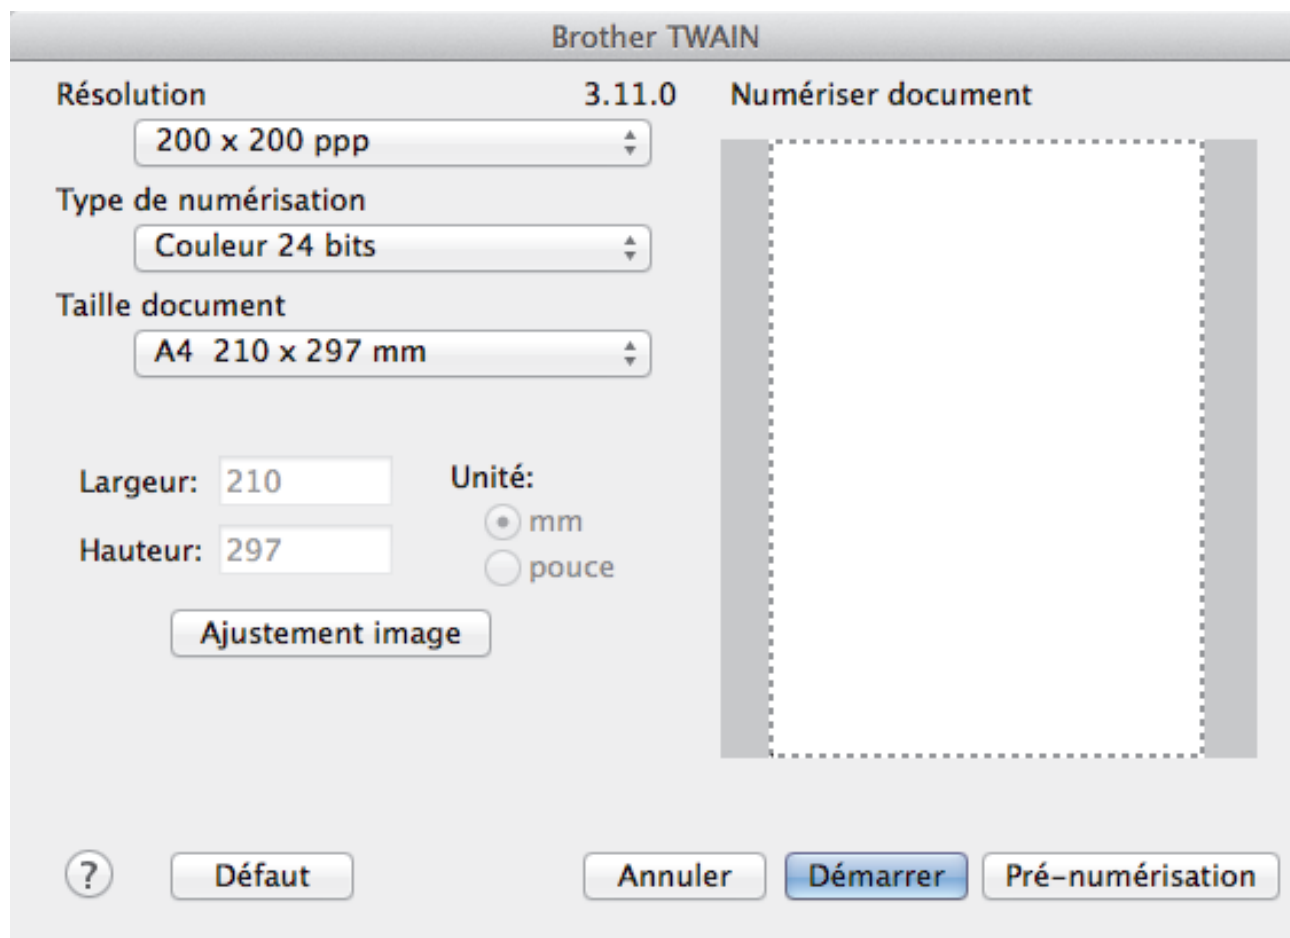 Brother TWAIN
Résolution 3.11.0
200 x 200 ppp
Type de numérisation
Couleur 24 bits
Taille document
A4 210 x 297 mm
Largeur: 210
Hauteur: 297
Unité:
mm
pouce
Ajustement image
Numériser document
? Défaut Annuler Démarrer Pré-numérisation